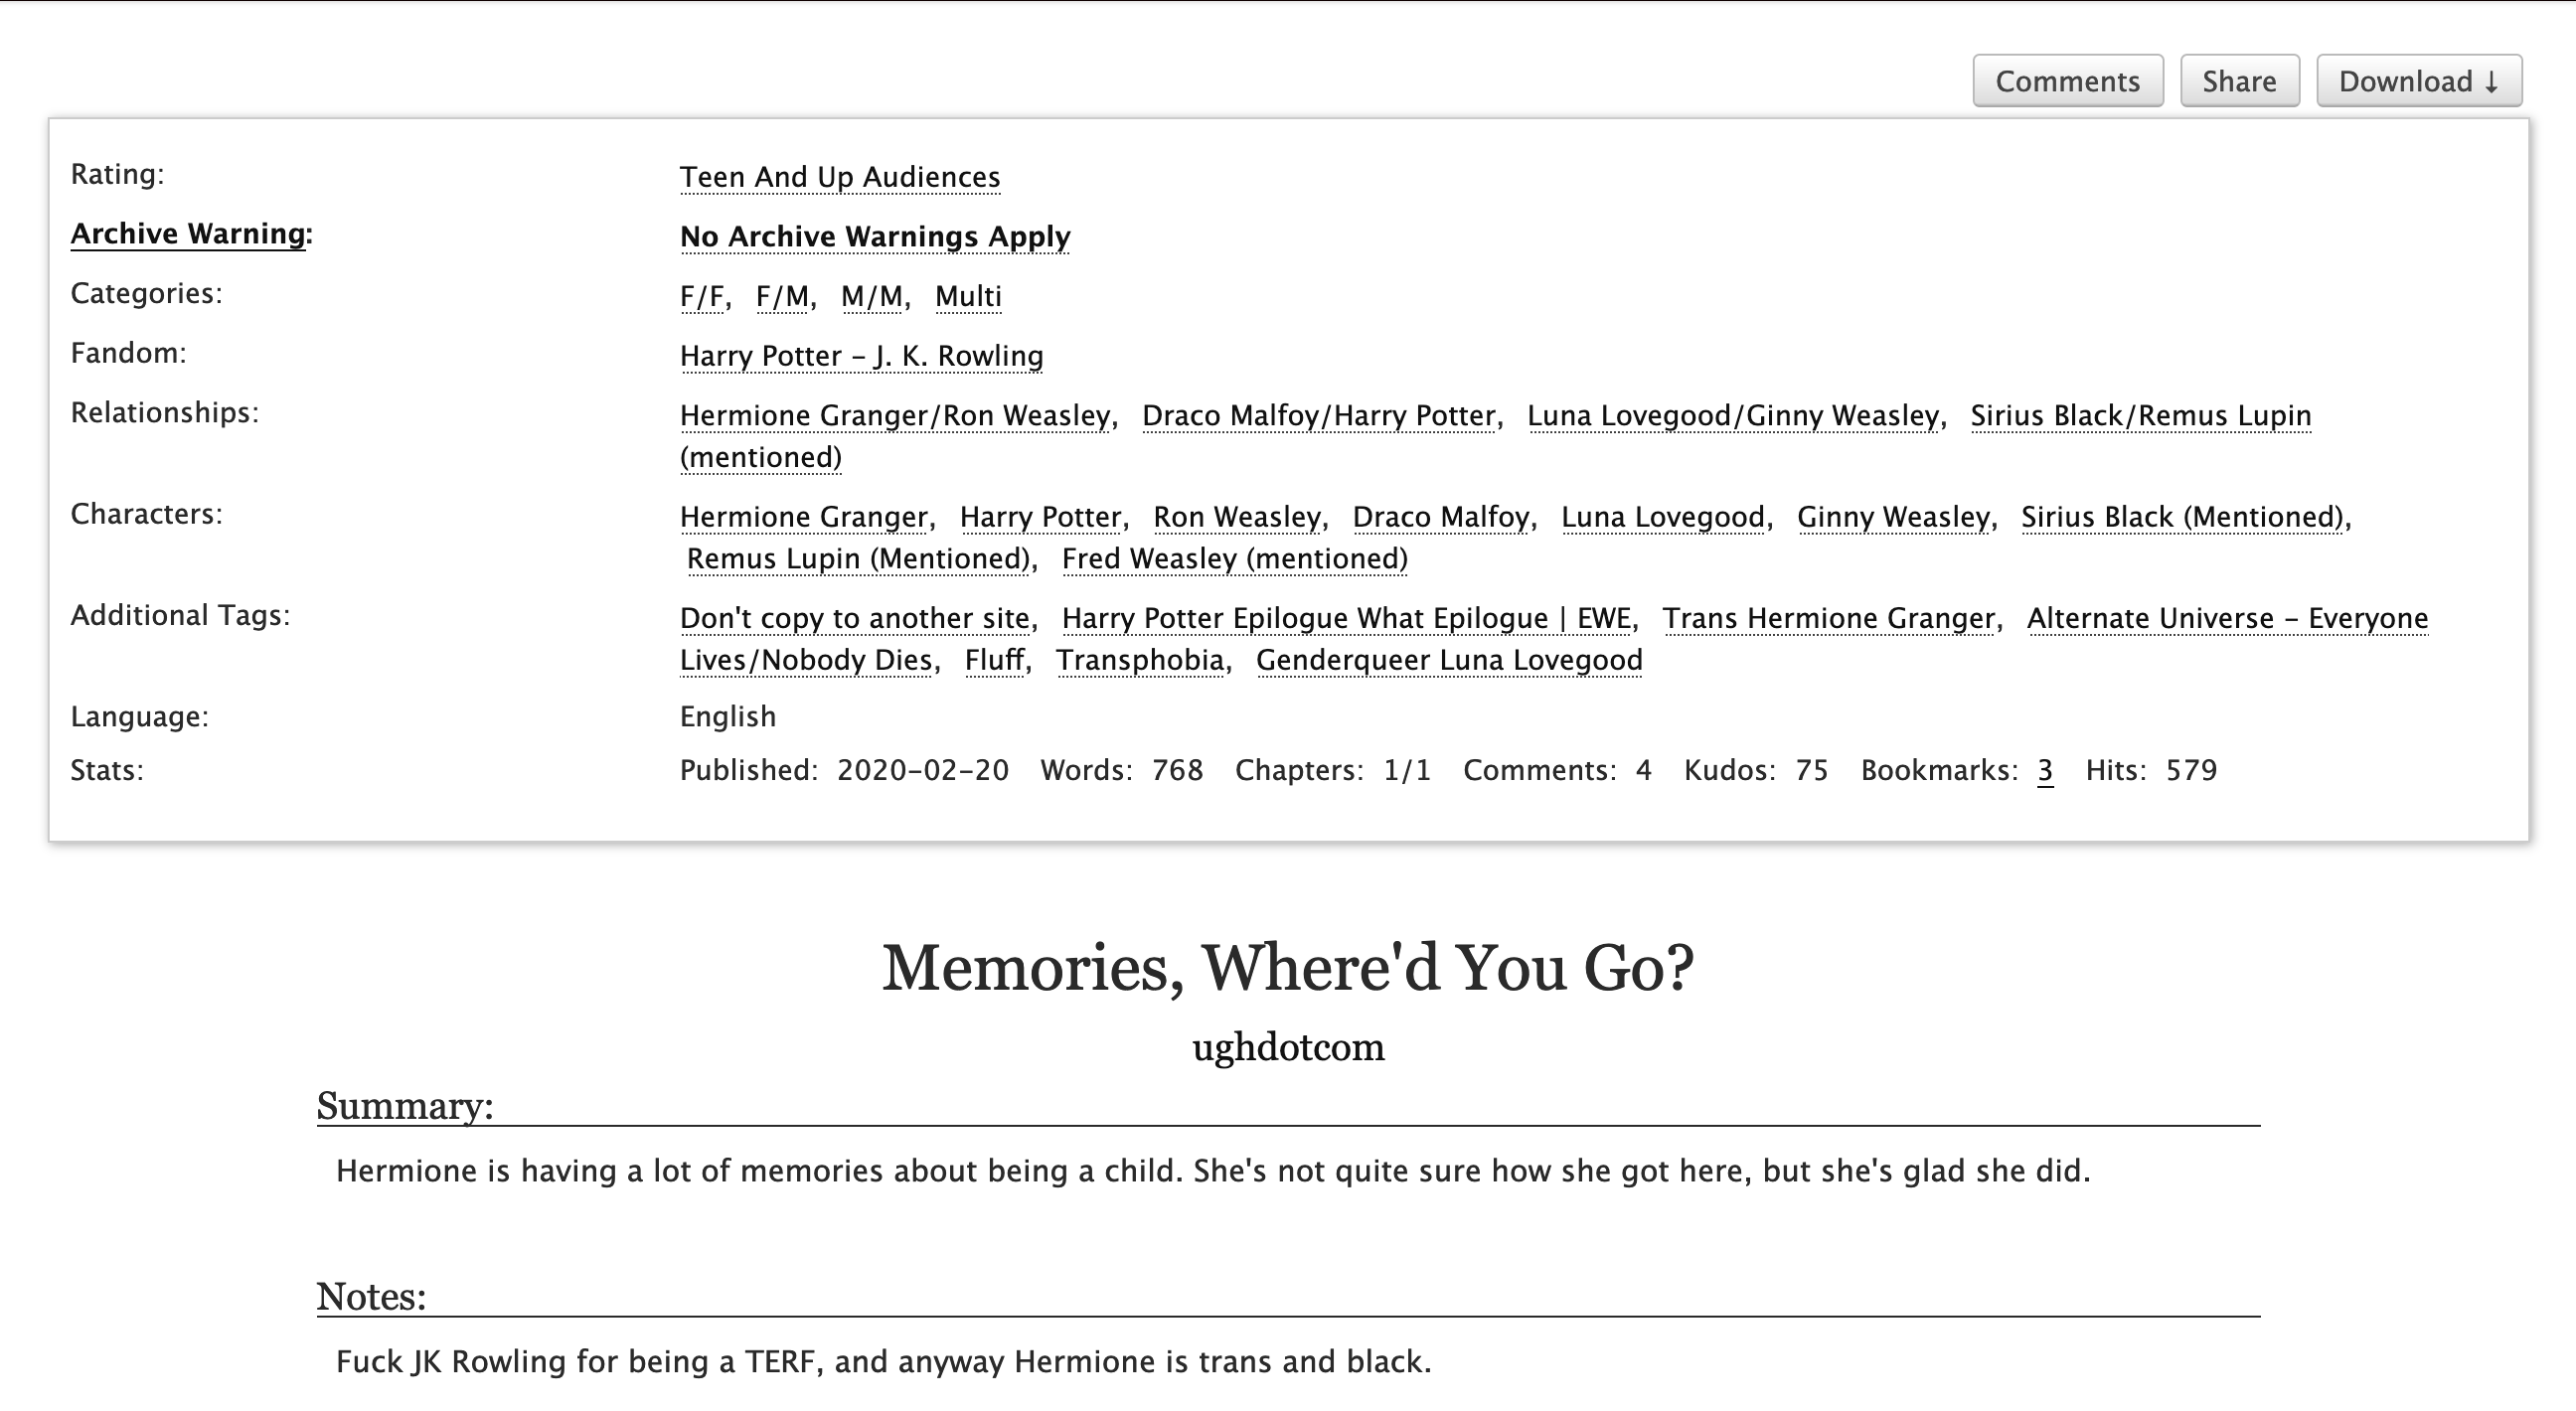 Comments Share Download ↓
Rating: Teen And Up Audiences
Archive Warning: No Archive Warnings Apply
Categories: F/F, F/M, M/M, Multi
Fandom: Harry Potter - J. K. Rowling
Relationships: Hermione Granger/Ron Weasley, Draco Malfoy/Harry Potter, Luna Lovegood/Ginny Weasley, Sirius Black/Remus Lupin
(mentioned)
Characters: Hermione Granger, Harry Potter, Ron Weasley, Draco Malfoy, Luna Lovegood, Ginny Weasley, Sirius Black (Mentioned),
Remus Lupin (Mentioned), Fred Weasley (mentioned)
Additional Tags: Don't copy to another site, Harry Potter Epilogue What Epilogue | EWE, Trans Hermione Granger, Alternate Universe - Everyone
Lives/Nobody Dies, Fluff, Transphobia, Genderqueer Luna Lovegood
Language: English
Stats: Published: 2020-02-20 Words: 768 Chapters: 1/1 Comments: 4 Kudos: 75 Bookmarks: 3 Hits: 579
Memories, Where'd You Go?
ughdotcom
Summary:
Hermione is having a lot of memories about being a child. She's not quite sure how she got here, but she's glad she did.
Notes:
Fuck JK Rowling for being a TERF, and anyway Hermione is trans and black.